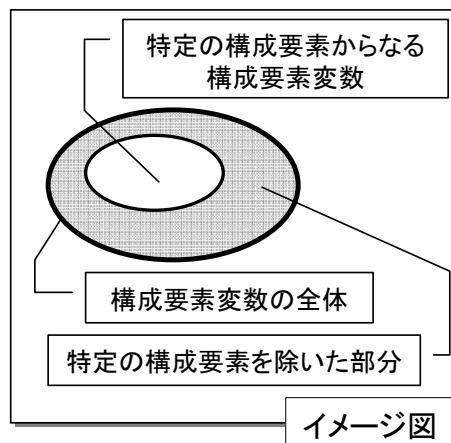 特定の構成要素からなる
構成要素変数
構成要素変数の全体
特定の構成要素を除いた部分
イメージ図